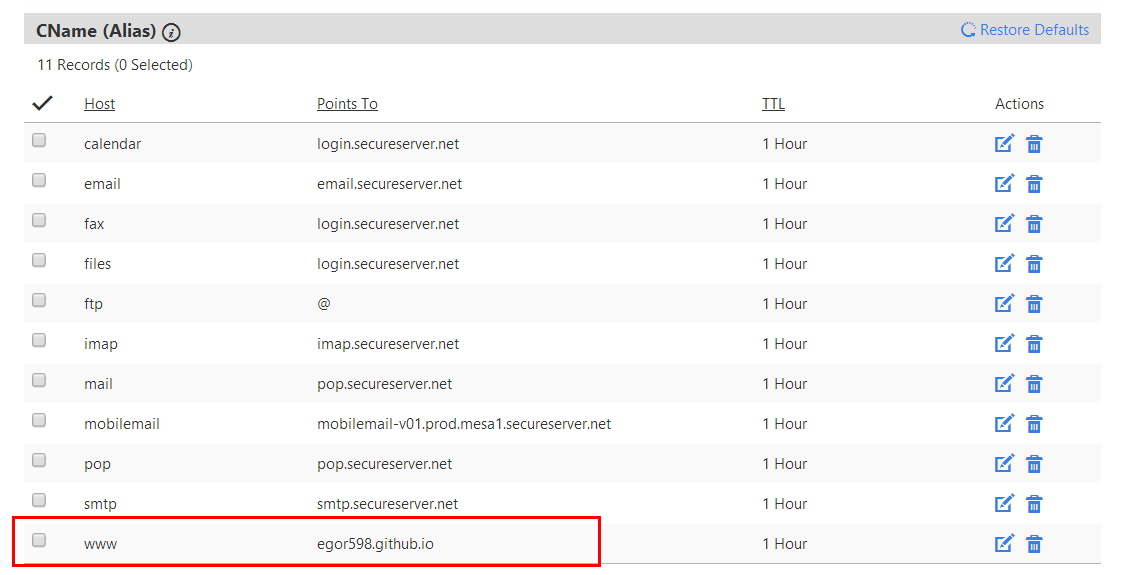 CName (Alias) i Restore Defaults
11 Records (0 Selected)
Host Points To TTL Actions
calendar login.secureserver.net 1 Hour
email email.secureserver.net 1 Hour
fax login.secureserver.net 1 Hour
files login.secureserver.net 1 Hour
ftp @ 1 Hour
imap imap.secureserver.net 1 Hour
mail pop.secureserver.net 1 Hour
mobilemail mobilemail-v01.prod.mesa1.secureserver.net 1 Hour
pop pop.secureserver.net 1 Hour
smtp smtp.secureserver.net 1 Hour
www egor598.github.io 1 Hour